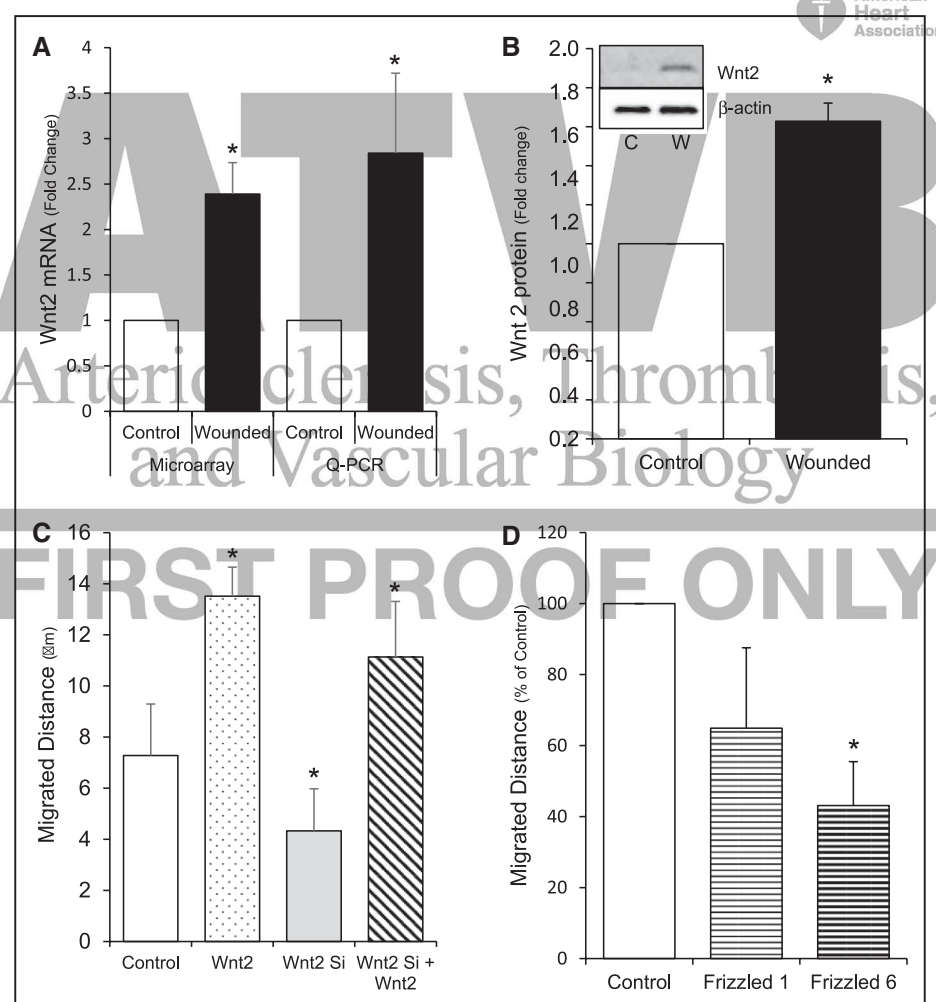 American
Heart
Association
A
4
3.5
3
2.5
2
1.5
1
0.5
0
Wnt2 mRNA (Fold Change)
*
*
Control Wounded Control Wounded
Microarray Q-PCR
B
2.0
1.8
1.6
1.4
1.2
1.0
0.8
0.6
0.4
0.2
Wnt 2 protein (Fold change)
Wnt2
β-actin
C W
*
Control Wounded
ATVB
Arteriosclerosis, Thrombosis,
and Vascular Biology
FIRST PROOF ONLY
C
16
14
12
10
8
6
4
2
0
Migrated Distance (m)
*
*
*
Control Wnt2 Wnt2 Si Wnt2 Si +
Wnt2
D
120
100
80
60
40
20
0
Migrated Distance (% of Control)
*
Control Frizzled 1 Frizzled 6